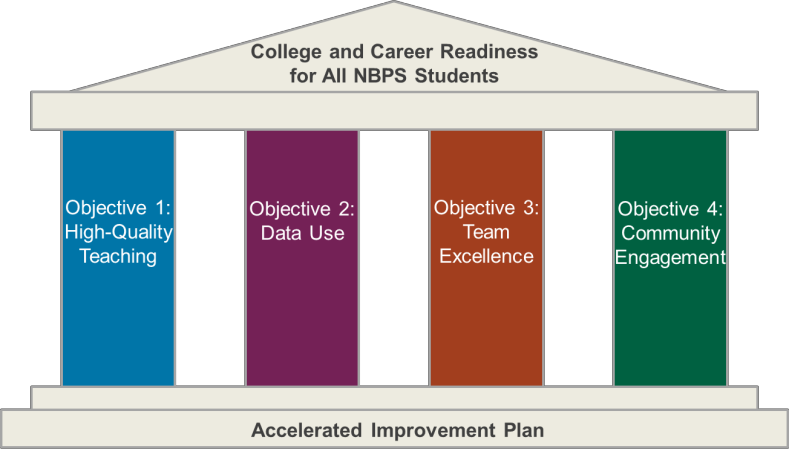 College and Career Readiness
for All NBPS Students
Objective 1:
High-Quality
Teaching
Objective 2:
Data Use
Objective 3:
Team
Excellence
Objective 4:
Community
Engagement
Accelerated Improvement Plan